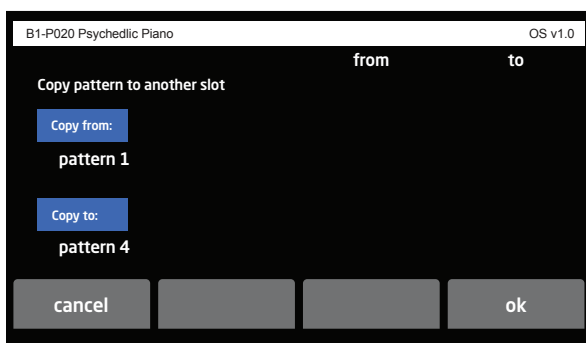 B1-P020 Psychedlic Piano OS v1.0
from to
Copy pattern to another slot
Copy from:
pattern 1
Copy to:
pattern 4
cancel ok